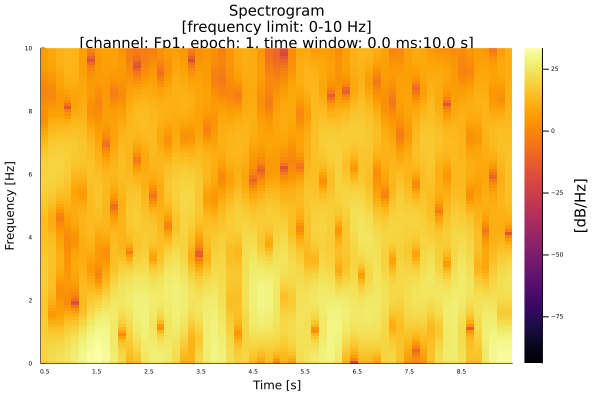 Spectrogram
[frequency limit: 0-10 Hz]
[channel: Fp1, epoch: 1, time window: 0.0 ms:10.0 s]
10
8
6
4
2
0
Frequency [Hz]
0.5 1.5 2.5 3.5 4.5 5.5 6.5 7.5 8.5
Time [s]
25
0
−25
−50
−75
[dB/Hz]